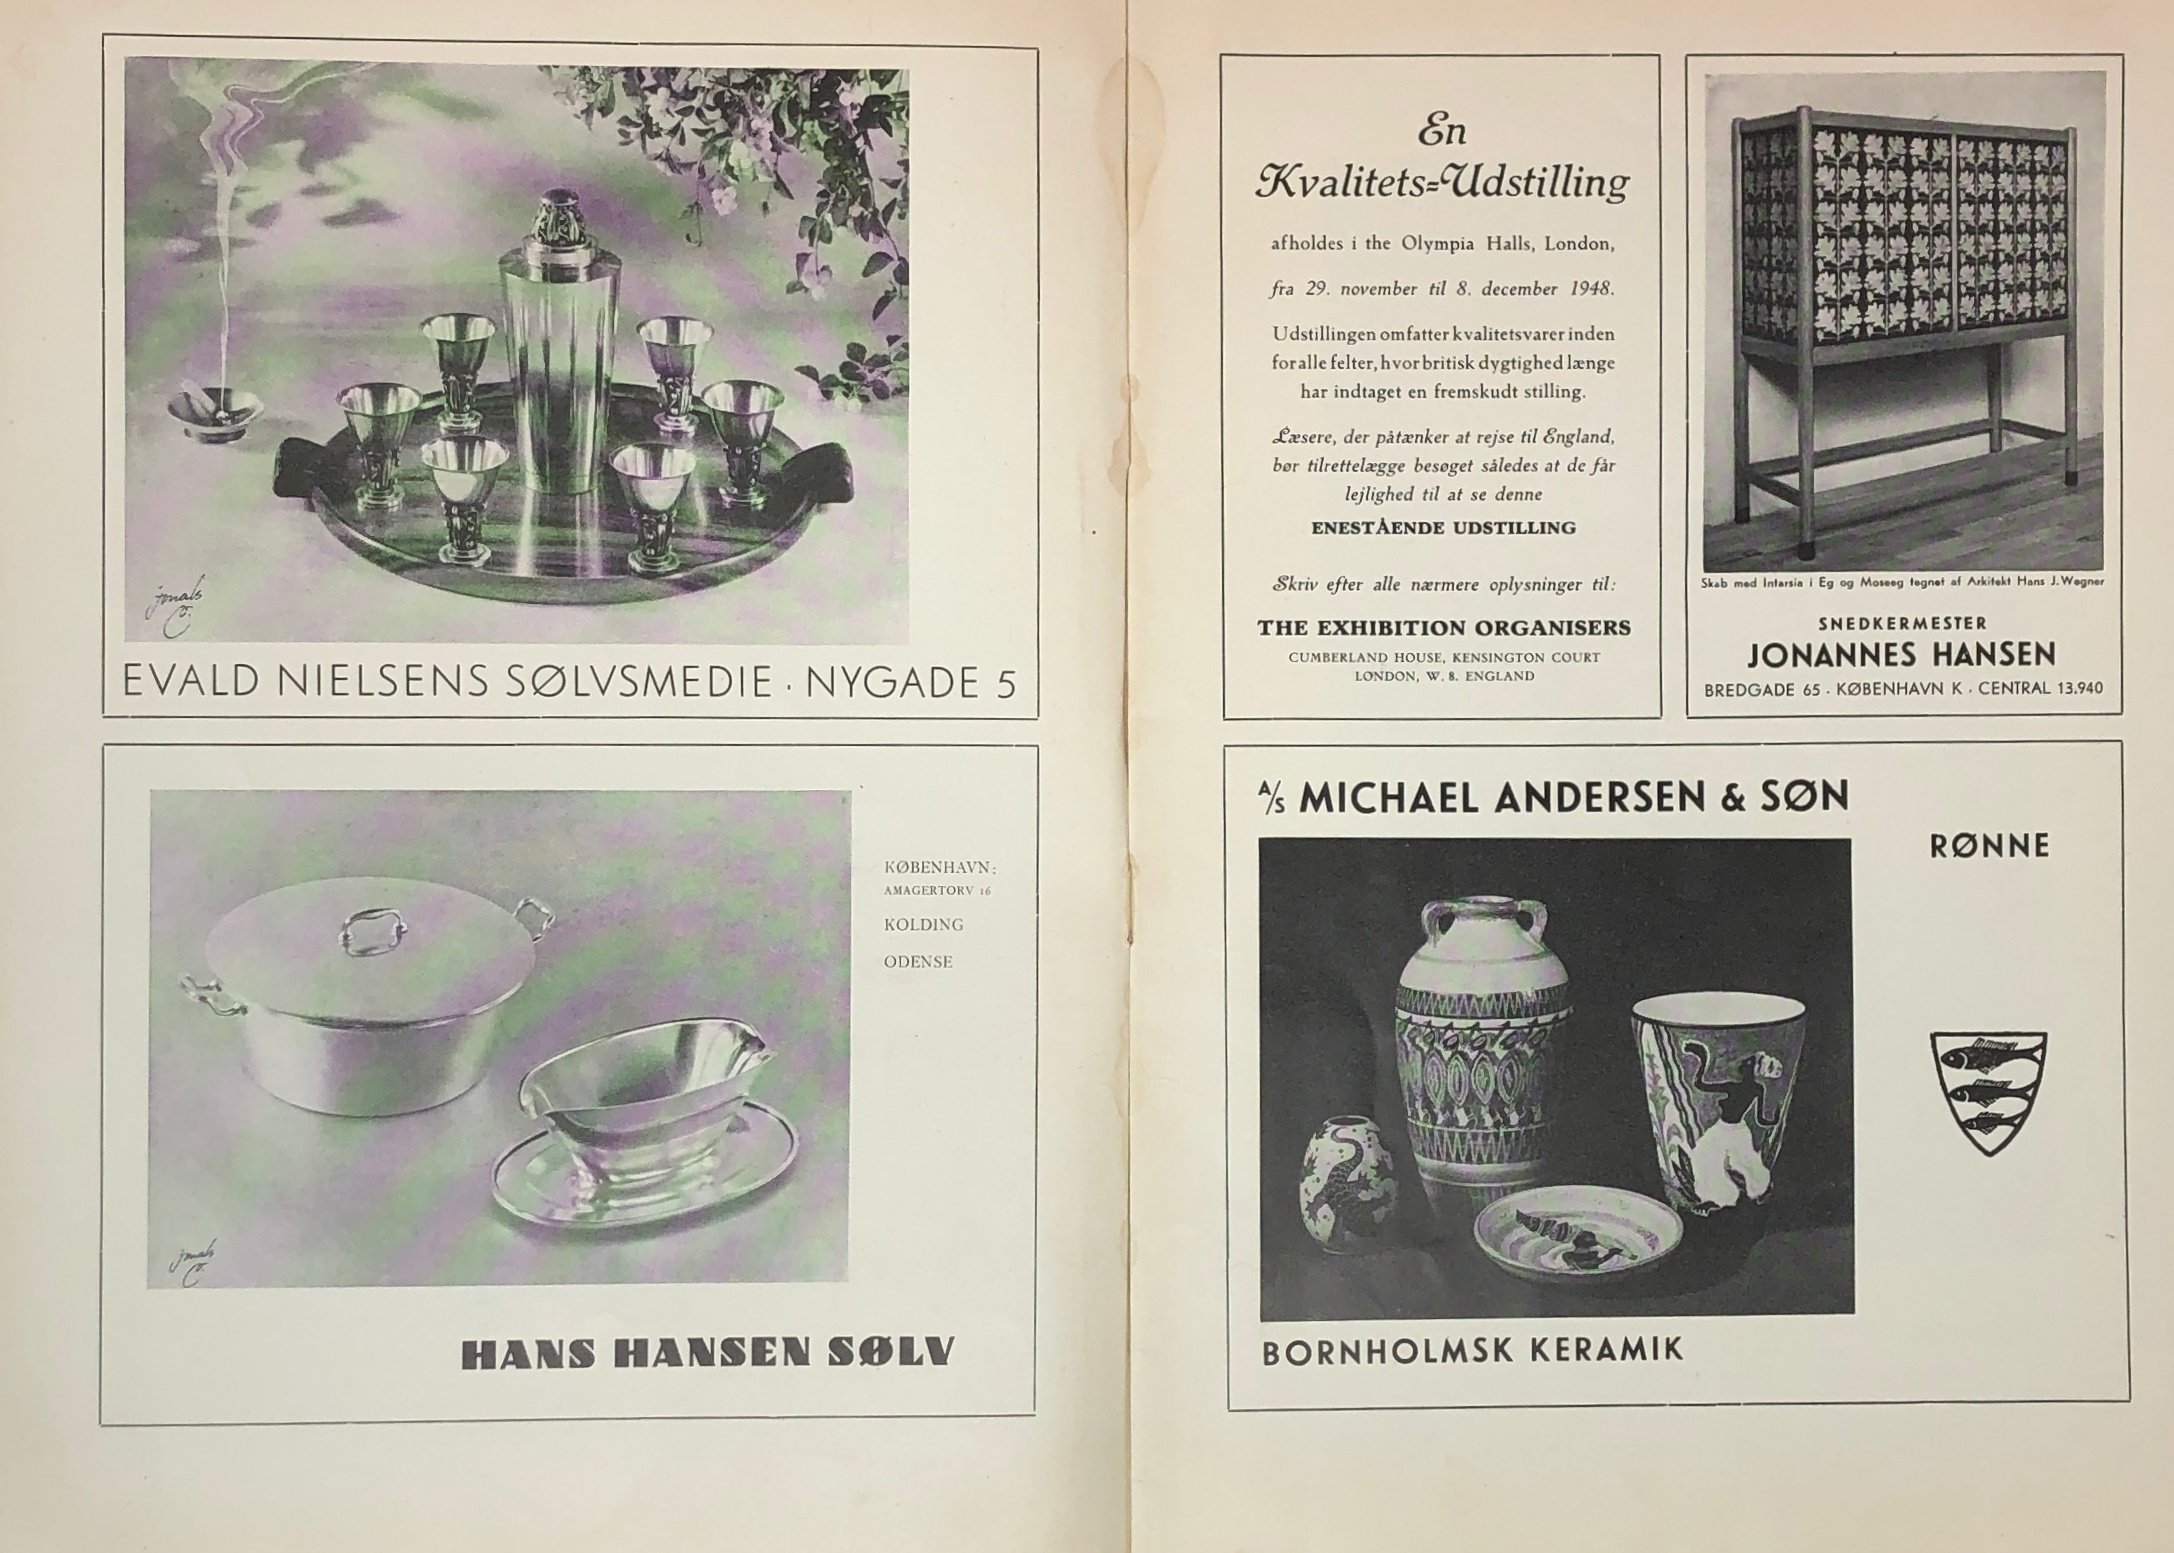 Jonals
Co.
EVALD NIELSENS SØLVSMEDIE · NYGADE 5
KØBENHAVN:
AMAGERTORV 16
KOLDING
ODENSE
Jonals
Co.
HANS HANSEN SØLV
En
Kvalitets=Udstilling
afholdes i the Olympia Halls, London,
fra 29. november til 8. december 1948.
Udstillingen omfatter kvalitetsvarer inden
for alle felter, hvor britisk dygtighed længe
har indtaget en fremskudt stilling.
Læsere, der påtænker at rejse til England,
bør tilrettelægge besøget således at de får
lejlighed til at se denne
ENESTÅENDE UDSTILLING
Skriv efter alle nærmere oplysninger til:
THE EXHIBITION ORGANISERS
CUMBERLAND HOUSE, KENSINGTON COURT
LONDON, W. 8. ENGLAND
Skab med Intarsia i Eg og Moseeg tegnet af Arkitekt Hans J. Wegner
SNEDKERMESTER
JONANNES HANSEN
BREDGADE 65 · KØBENHAVN K · CENTRAL 13.940
A/S MICHAEL ANDERSEN & SØN
RØNNE
BORNHOLMSK KERAMIK